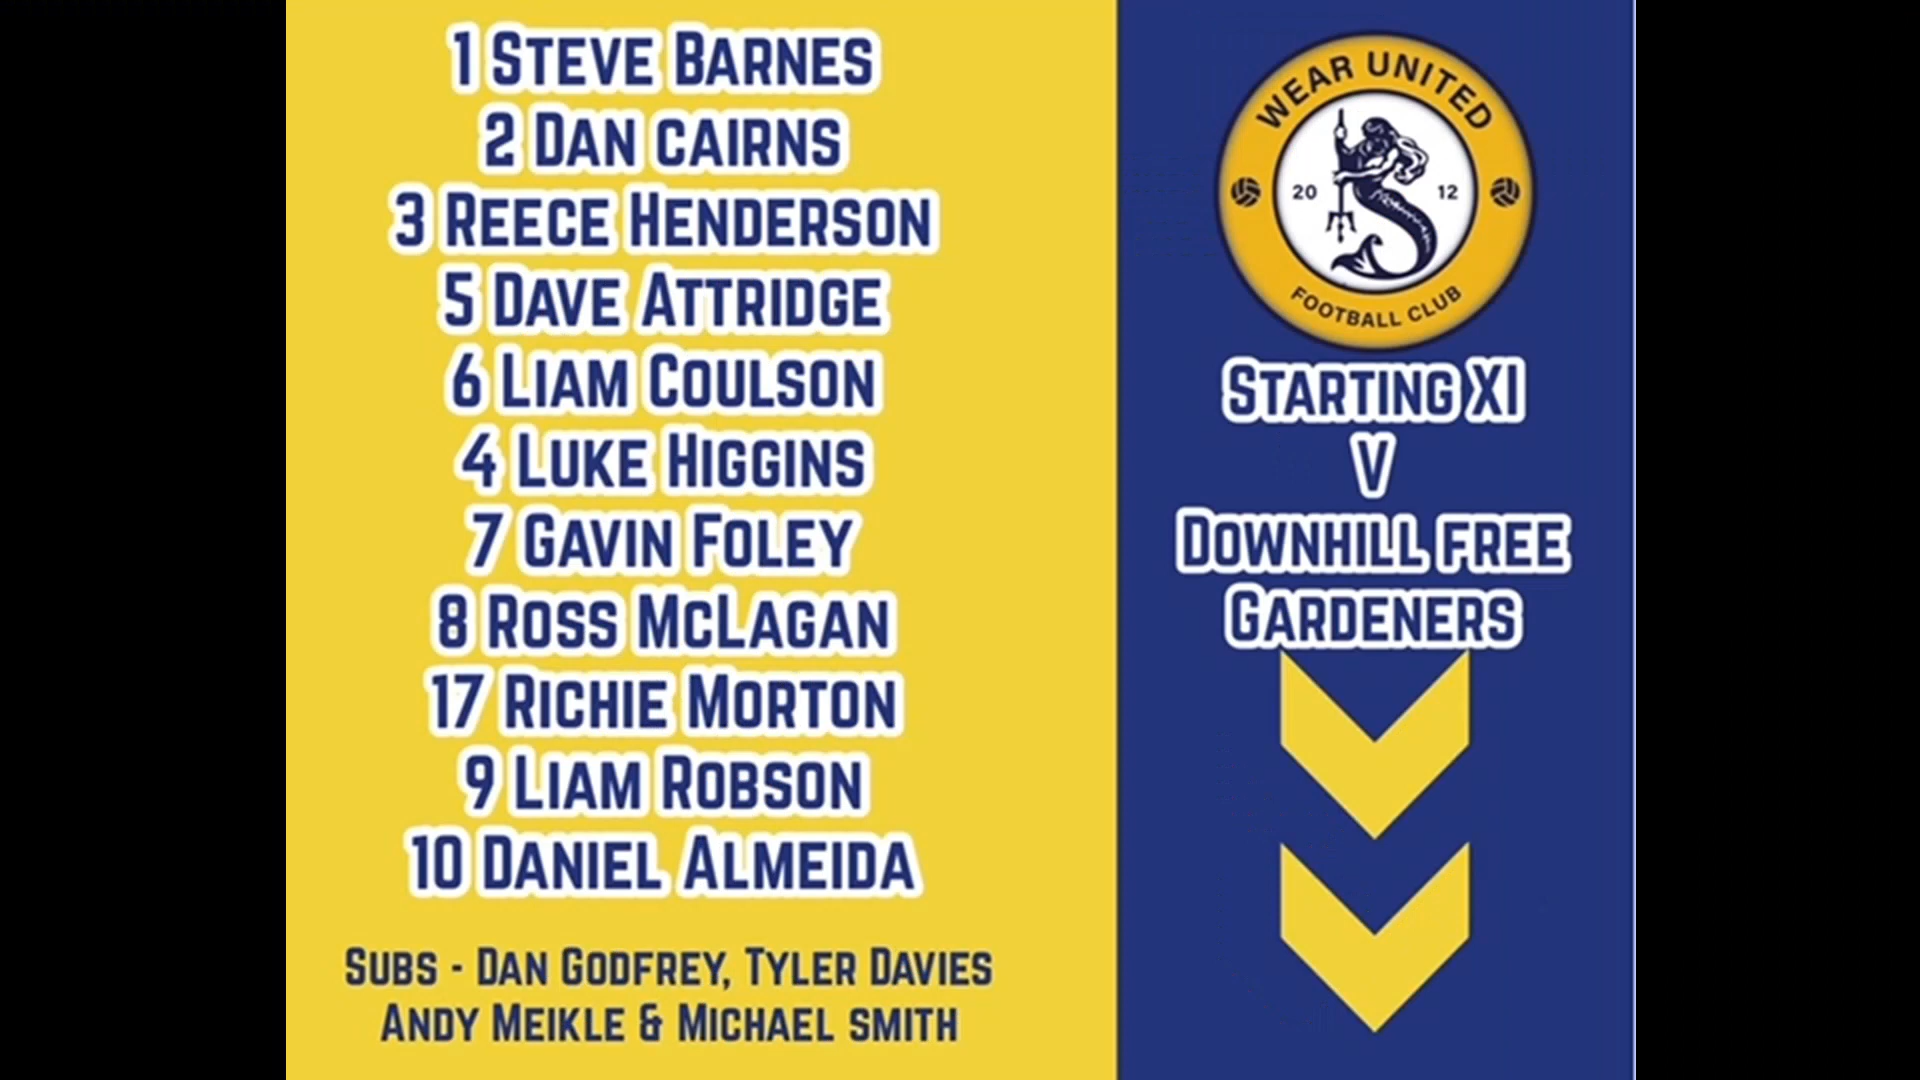 1 Steve Barnes
2 Dan cairns
3 Reece Henderson
5 Dave Attridge
6 Liam Coulson
4 Luke Higgins
7 Gavin Foley
8 Ross McLagan
17 Richie Morton
9 Liam Robson
10 Daniel Almeida
Subs - Dan Godfrey, Tyler Davies
Andy Meikle & Michael smith
WEAR UNITED
20 12
FOOTBALL CLUB
Starting XI
V
Downhill free
Gardeners